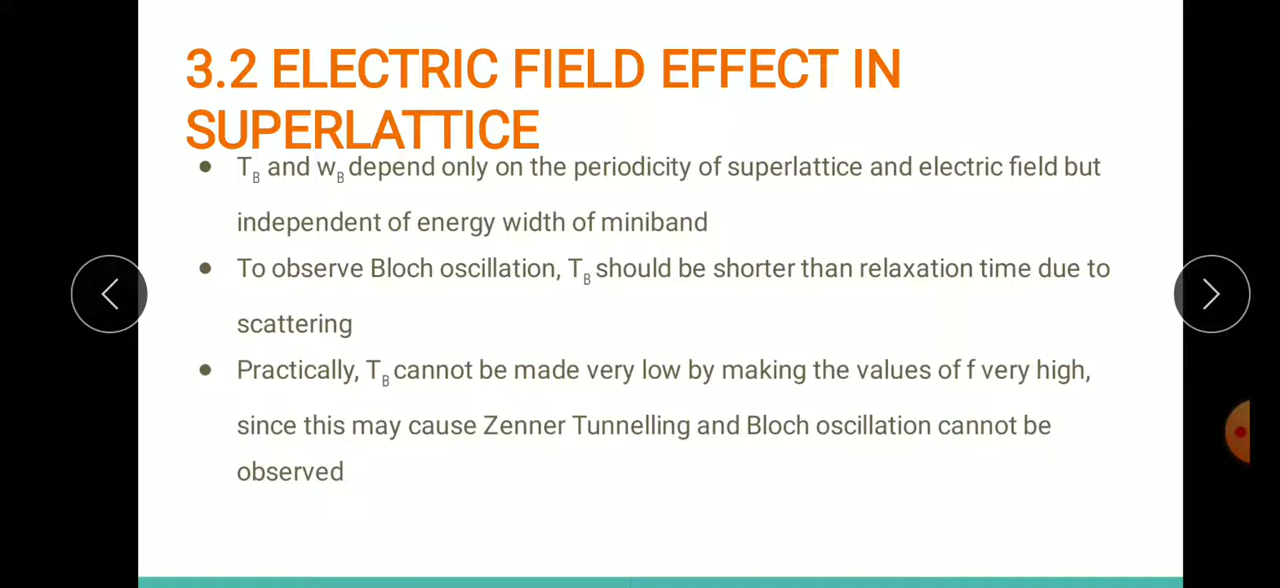 3.2 ELECTRIC FIELD EFFECT IN
SUPERLATTICE
● T_B and w_B depend only on the periodicity of superlattice and electric field but
independent of energy width of miniband
● To observe Bloch oscillation, T_B should be shorter than relaxation time due to
scattering
● Practically, T_B cannot be made very low by making the values of f very high,
since this may cause Zenner Tunnelling and Bloch oscillation cannot be
observed